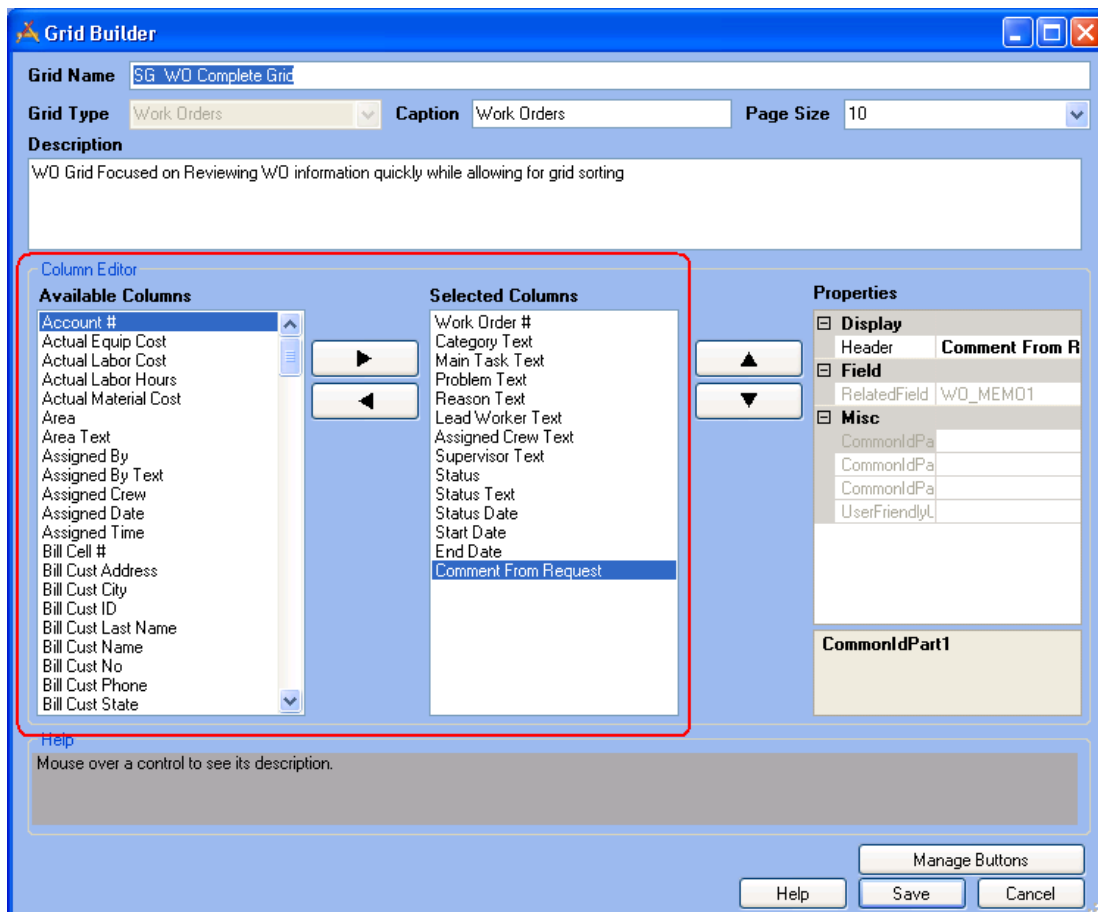 Grid Builder
Grid Name SG WO Complete Grid
Grid Type Work Orders Caption Work Orders Page Size 10
Description
WO Grid Focused on Reviewing WO information quickly while allowing for grid sorting
Column Editor
Available Columns
Account #
Actual Equip Cost
Actual Labor Cost
Actual Labor Hours
Actual Material Cost
Area
Area Text
Assigned By
Assigned By Text
Assigned Crew
Assigned Date
Assigned Time
Bill Cell #
Bill Cust Address
Bill Cust City
Bill Cust ID
Bill Cust Last Name
Bill Cust Name
Bill Cust No
Bill Cust Phone
Bill Cust State
Selected Columns
Work Order #
Category Text
Main Task Text
Problem Text
Reason Text
Lead Worker Text
Assigned Crew Text
Supervisor Text
Status
Status Text
Status Date
Start Date
End Date
Comment From Request
Properties
Display
Header Comment From R
Field
RelatedField WO_MEMO1
Misc
CommonIdPa
CommonIdPa
CommonIdPa
UserFriendlyL
CommonIdPart1
Help
Mouse over a control to see its description.
Manage Buttons
Help Save Cancel